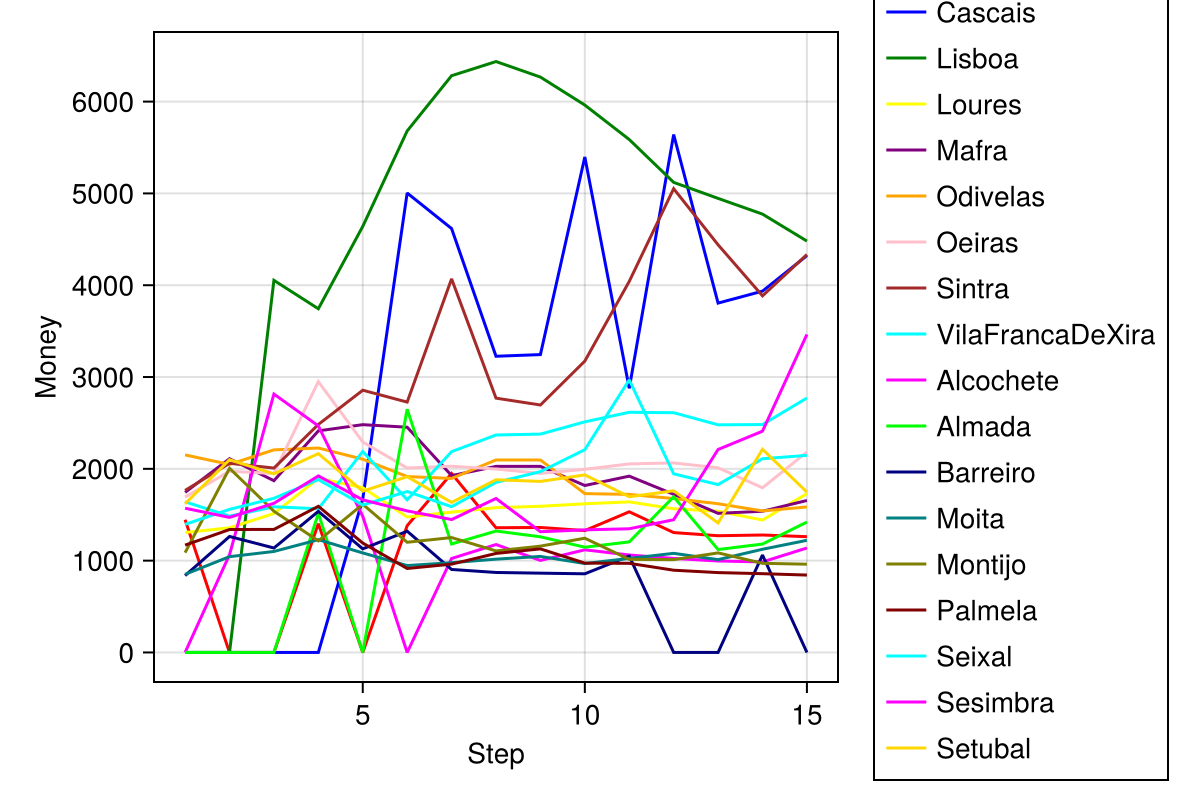 Cascais
Lisboa
Loures
Mafra
Odivelas
Oeiras
Sintra
VilaFrancaDeXira
Alcochete
Almada
Barreiro
Moita
Montijo
Palmela
Seixal
Sesimbra
Setubal
Money
6000
5000
4000
3000
2000
1000
0
5 10 15
Step